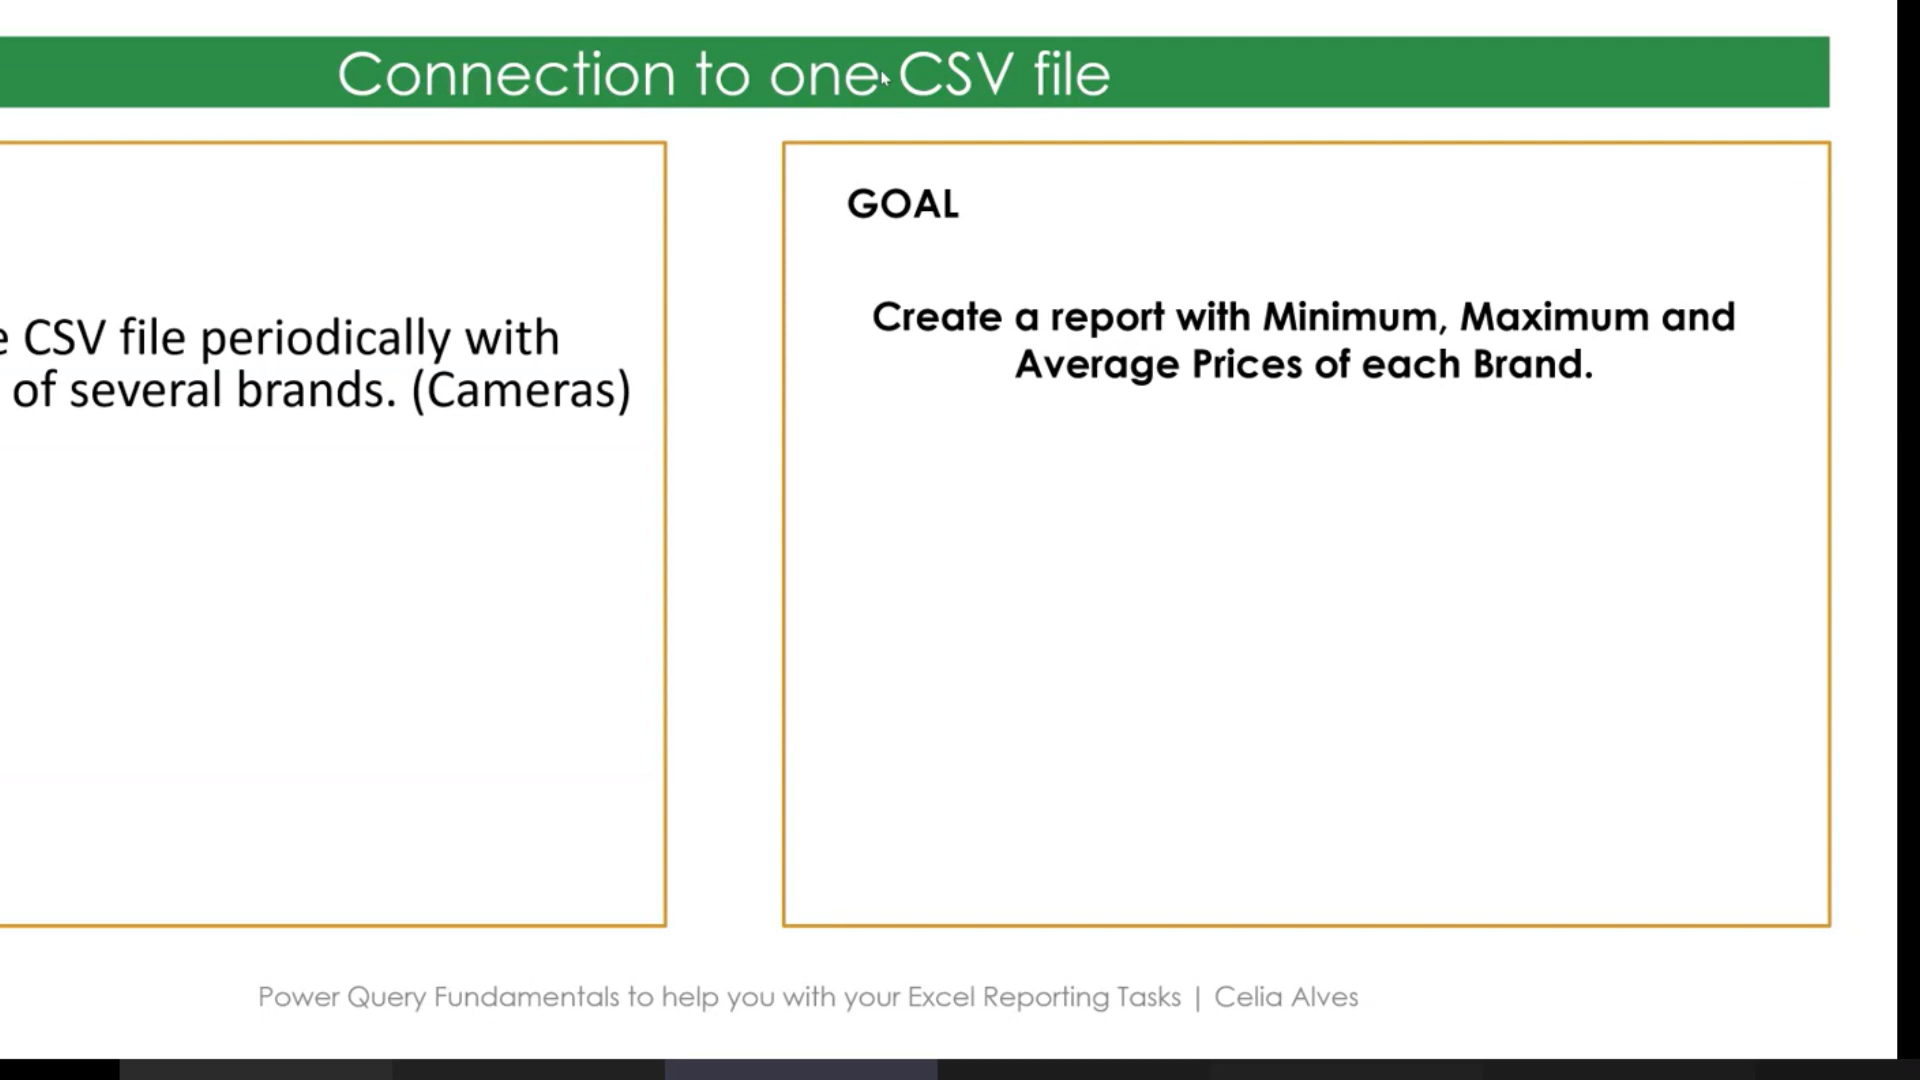 Connection to one CSV file
CSV file periodically with
of several brands. (Cameras)
GOAL
Create a report with Minimum, Maximum and
Average Prices of each Brand.
Power Query Fundamentals to help you with your Excel Reporting Tasks | Celia Alves